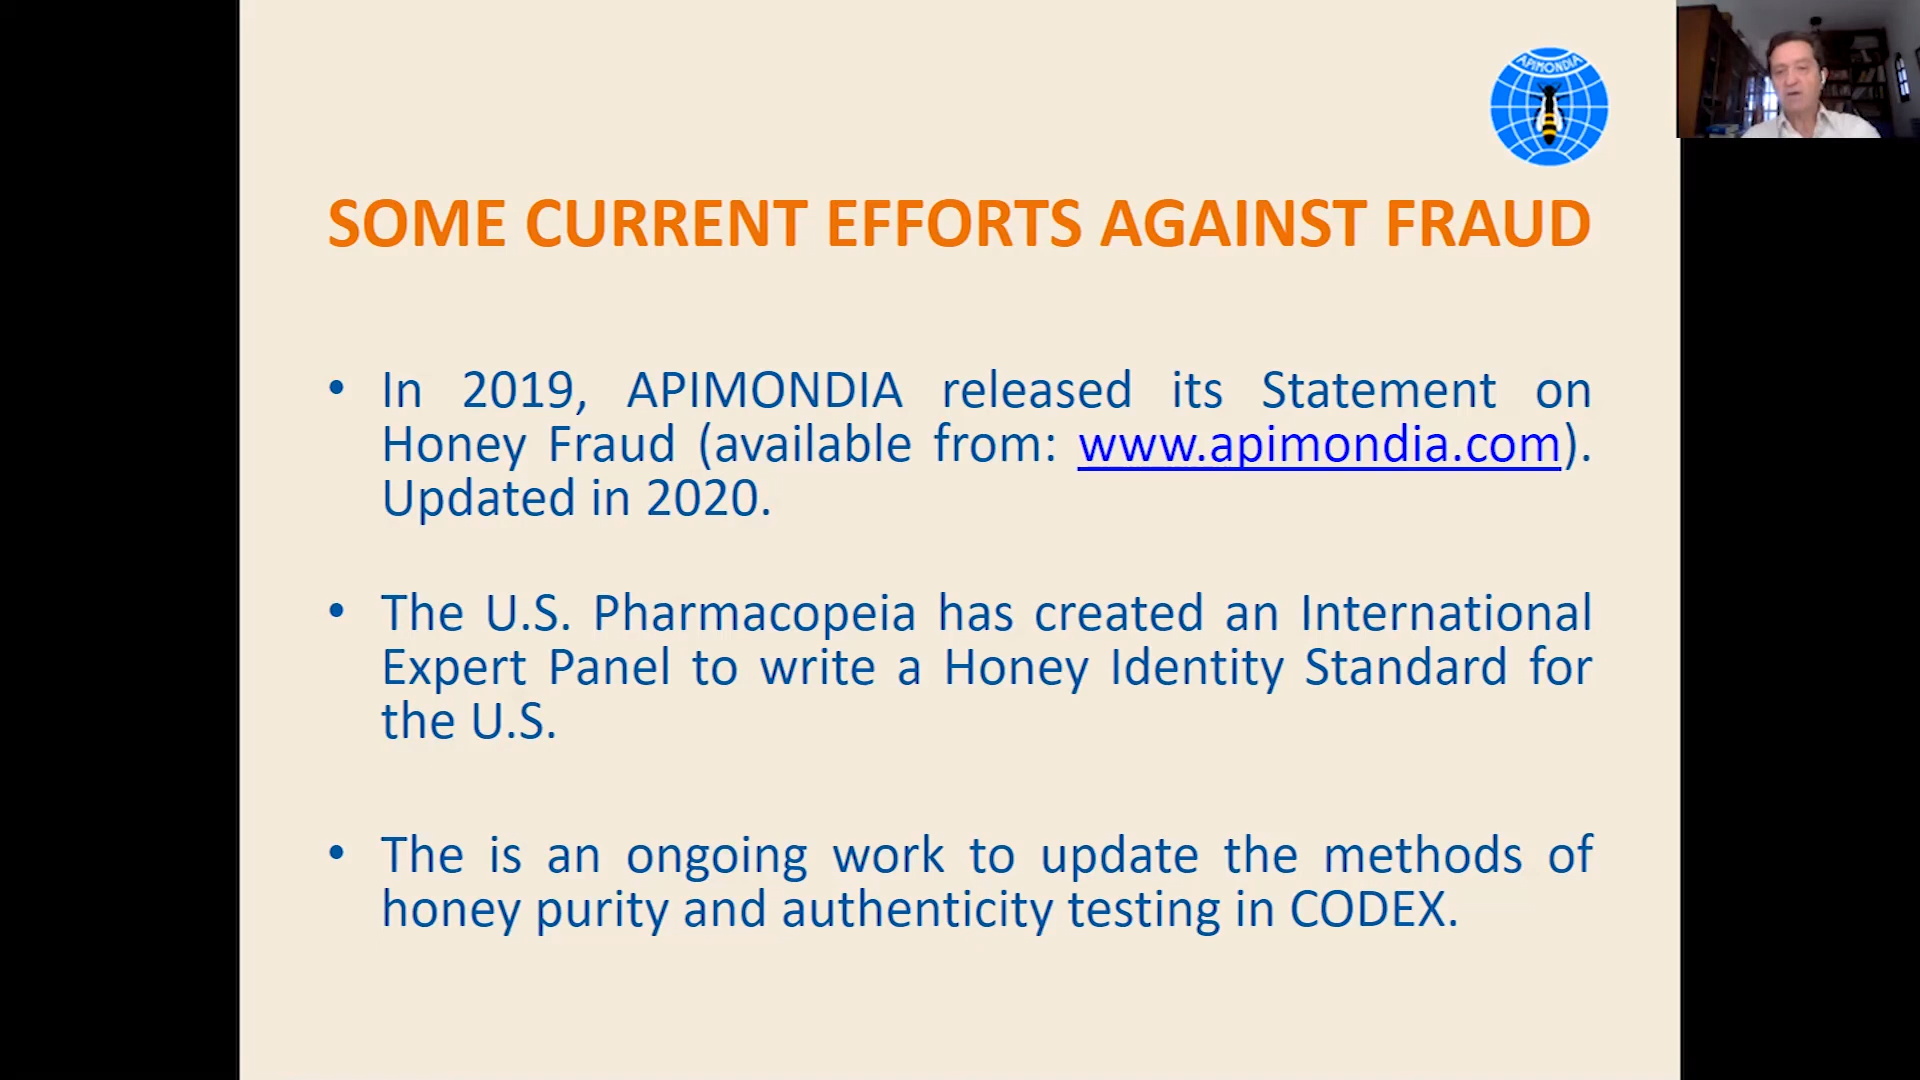 APIMONDIA
SOME CURRENT EFFORTS AGAINST FRAUD
• In 2019, APIMONDIA released its Statement on
Honey Fraud (available from: www.apimondia.com).
Updated in 2020.
• The U.S. Pharmacopeia has created an International
Expert Panel to write a Honey Identity Standard for
the U.S.
• The is an ongoing work to update the methods of
honey purity and authenticity testing in CODEX.